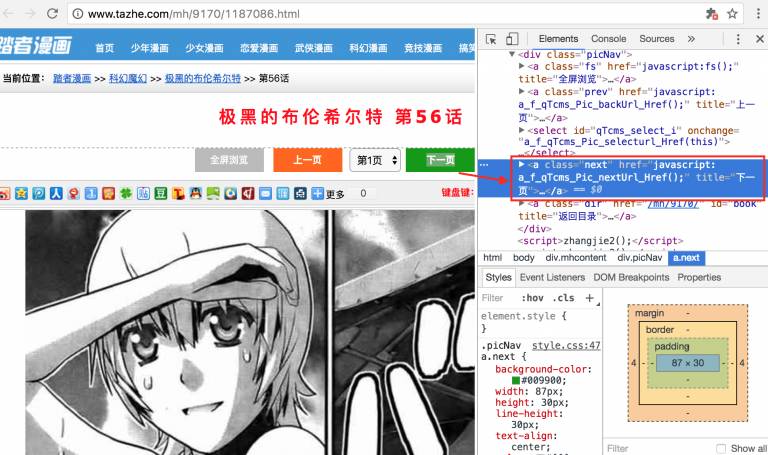 www.tazhe.com/mh/9170/1187086.html
踏者漫画 首页 少年漫画 少女漫画 恋爱漫画 武侠漫画 科幻漫画 竞技漫画 搞笑
当前位置: 踏者漫画 >> 科幻魔幻 >> 极黑的布伦希尔特 >> 第56话
极黑的布伦希尔特 第56话
全屏浏览 上一页 第1页 下一页
更多 0 键盘键:
Elements Console Sources »
<div class="picNav">
<a class="fs" href="javascript:fs();"
title="全屏浏览">…</a>
<a class="prev" href="javascript:
a_f_qTcms_Pic_backUrl_Href();" title="上一
页">…</a>
<select id="qTcms_select_i" onchange=
"a_f_qTcms_Pic_selecturl_Href(this)">
…</select>
<a class="next" href="javascript:
a_f_qTcms_Pic_nextUrl_Href();" title="下一
页">…</a> == $0
<a class="dir" href="/mh/9170/" id="book"
title="返回目录">…</a>
</div>
<script>zhangjie2();</script>
html body div.mhcontent div.picNav a.next
Styles Event Listeners DOM Breakpoints Properties
Filter :hov .cls +
element.style {
}
.picNav style.css:47
a.next {
background-color:
#009900;
width: 87px;
height: 30px;
line-height:
30px;
text-align:
center;
margin -
border -
padding -
4 - - 87 × 30 - - 4
-
-
-
Filter Show all